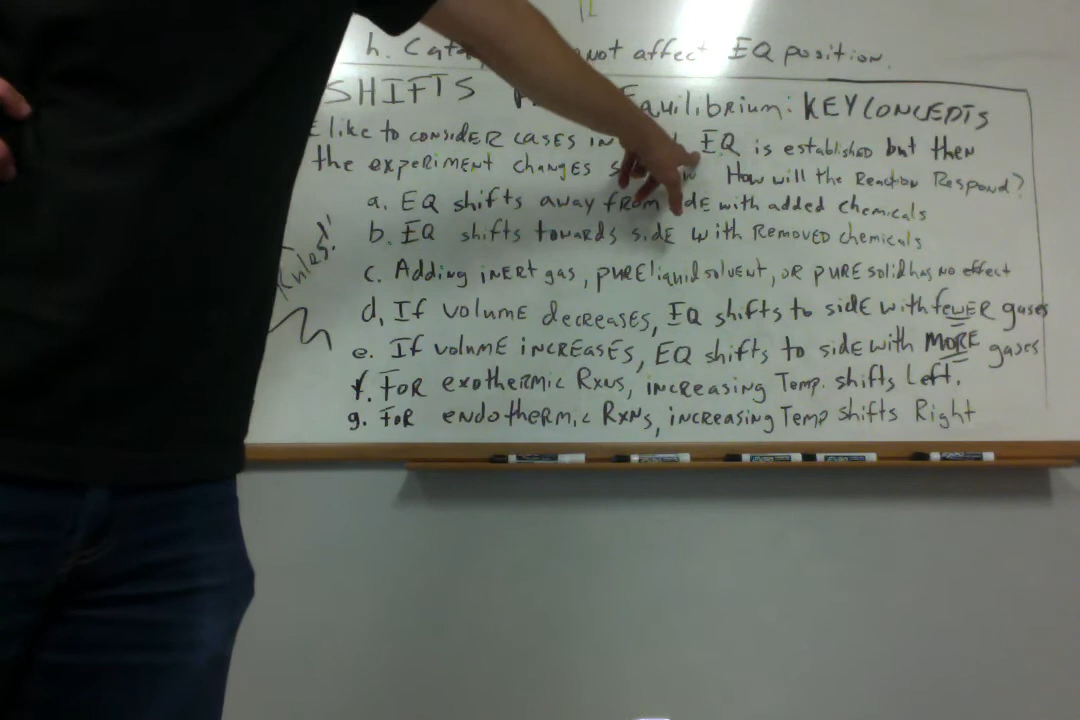 h. not affect EQ position.
SHIFTS Equilibrium: KEY CONCEPTS
like to CONSIDER CASES IN EQ is established but then
the EXPERIMENT CHANGES How will the Reaction Respond?
a. EQ shifts away from with added chemicals
b. EQ shifts towards side with Removed chemicals
c. Adding INERT gas, pure liquid solvent, OR pure solid has no effect
d. If volume decreases, EQ shifts to side with fewer gases
e. If volume increases, EQ shifts to side with MORE gases
f. For exothermic Rxns, increasing Temp. shifts Left.
g. For endothermic Rxns, increasing Temp shifts Right
Rules!